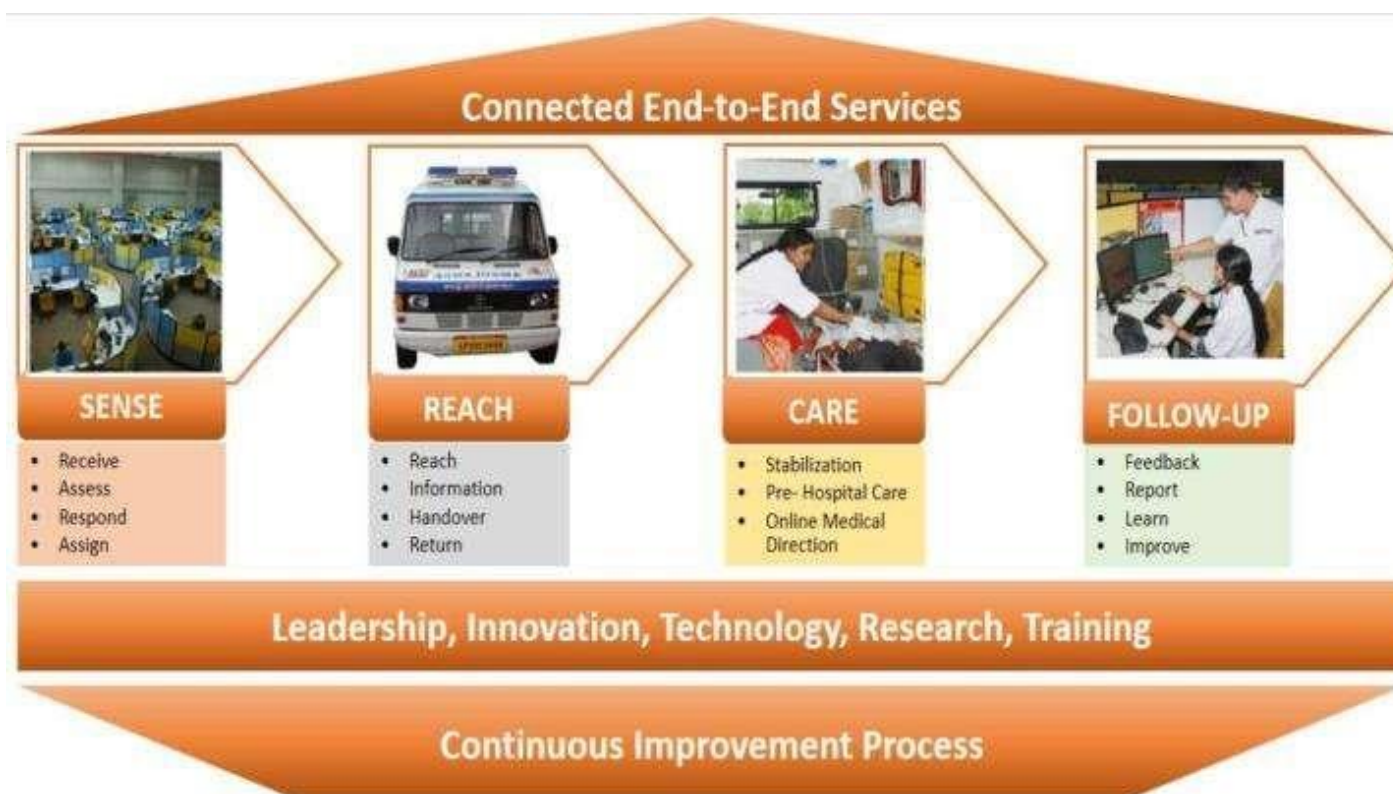 Connected End-to-End Services
SENSE
• Receive
• Assess
• Respond
• Assign
REACH
• Reach
• Information
• Handover
• Return
CARE
• Stabilization
• Pre- Hospital Care
• Online Medical
Direction
FOLLOW-UP
• Feedback
• Report
• Learn
• Improve
Leadership, Innovation, Technology, Research, Training
Continuous Improvement Process